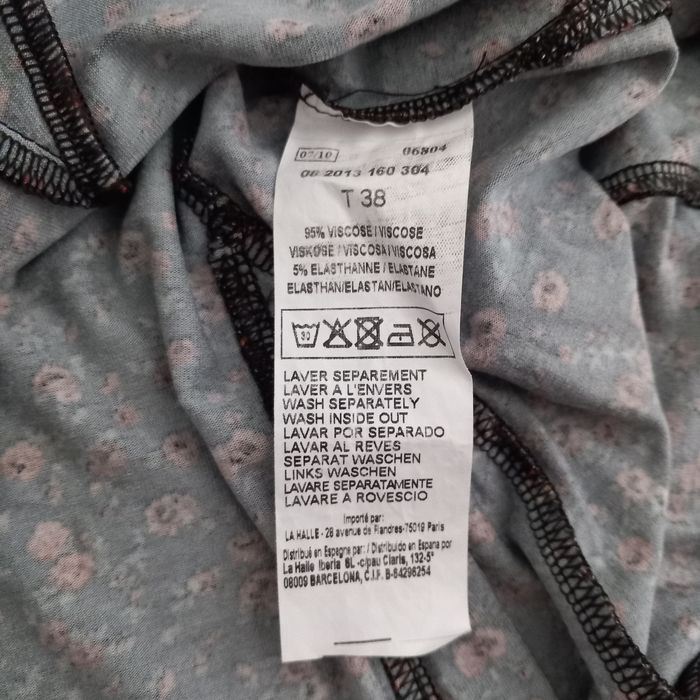 07/10 06804
08 2013 160 304
T 38
95% VISCOSE/VISCOSE
VISKOSE/VISCOSA/VISCOSA
5% ELASTHANNE/ELASTANE
ELASTHAN/ELASTAN/ELASTANO
30
LAVER SEPAREMENT
LAVER A L'ENVERS
WASH SEPARATELY
WASH INSIDE OUT
LAVAR POR SEPARADO
LAVAR AL REVES
SEPARAT WASCHEN
LINKS WASCHEN
LAVARE SEPARATAMENTE
LAVARE A ROVESCIO
Importé par:
LA HALLE - 28 avenue de Flandres-75019 Paris
Distribué en Espagne par: / Distribuido en Espana por
La Halle Iberia SL -c/pau Claris, 132-5°
08009 BARCELONA, C.I.F. B-84296254